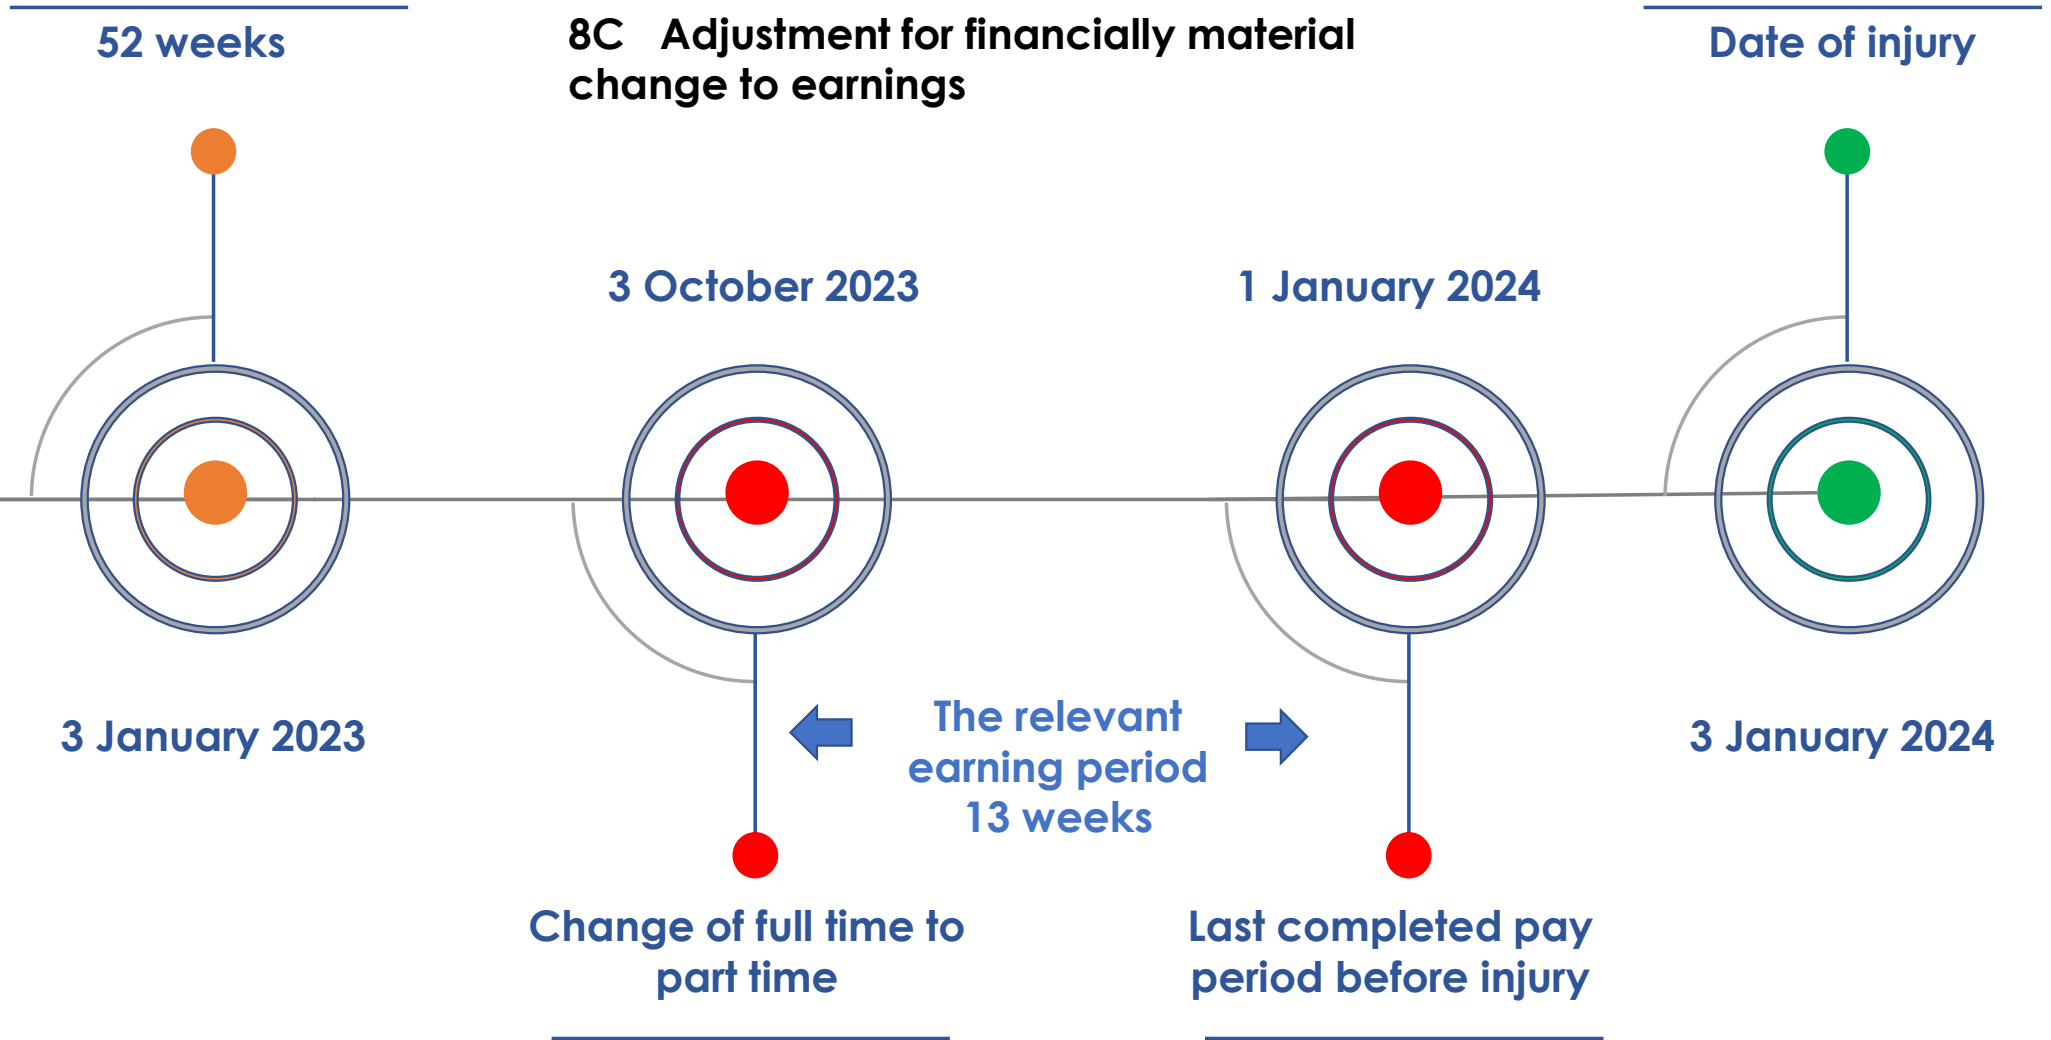 52 weeks
8C Adjustment for financially material
change to earnings
Date of injury
3 October 2023
1 January 2024
3 January 2023
The relevant
earning period
13 weeks
3 January 2024
Change of full time to
part time
Last completed pay
period before injury